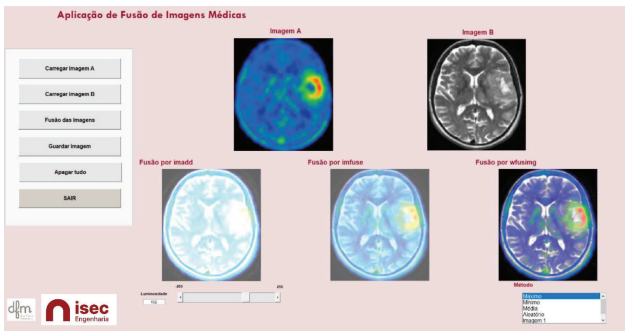 Aplicação de Fusão de Imagens Médicas
Imagem A
Imagem B
Carregar imagem A
Carregar imagem B
Fusão das imagens
Guardar imagem
Apagar tudo
SAIR
Fusão por imadd
Fusão por imfuse
Fusão por wfusimg
Luminosidade
Método
Máximo
Mínimo
Média
Aleatório
Imagem 1
dfm
isec
Engenharia